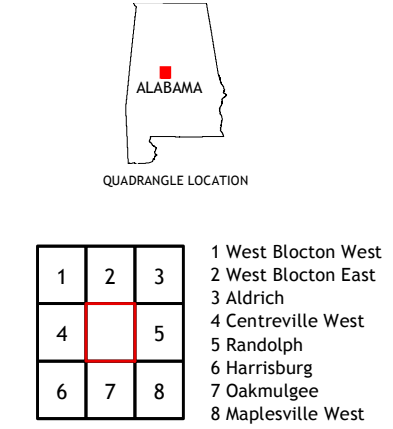 ALABAMA
QUADRANGLE LOCATION
1 2 3
4 5
6 7 8
1 West Blocton West
2 West Blocton East
3 Aldrich
4 Centreville West
5 Randolph
6 Harrisburg
7 Oakmulgee
8 Maplesville West